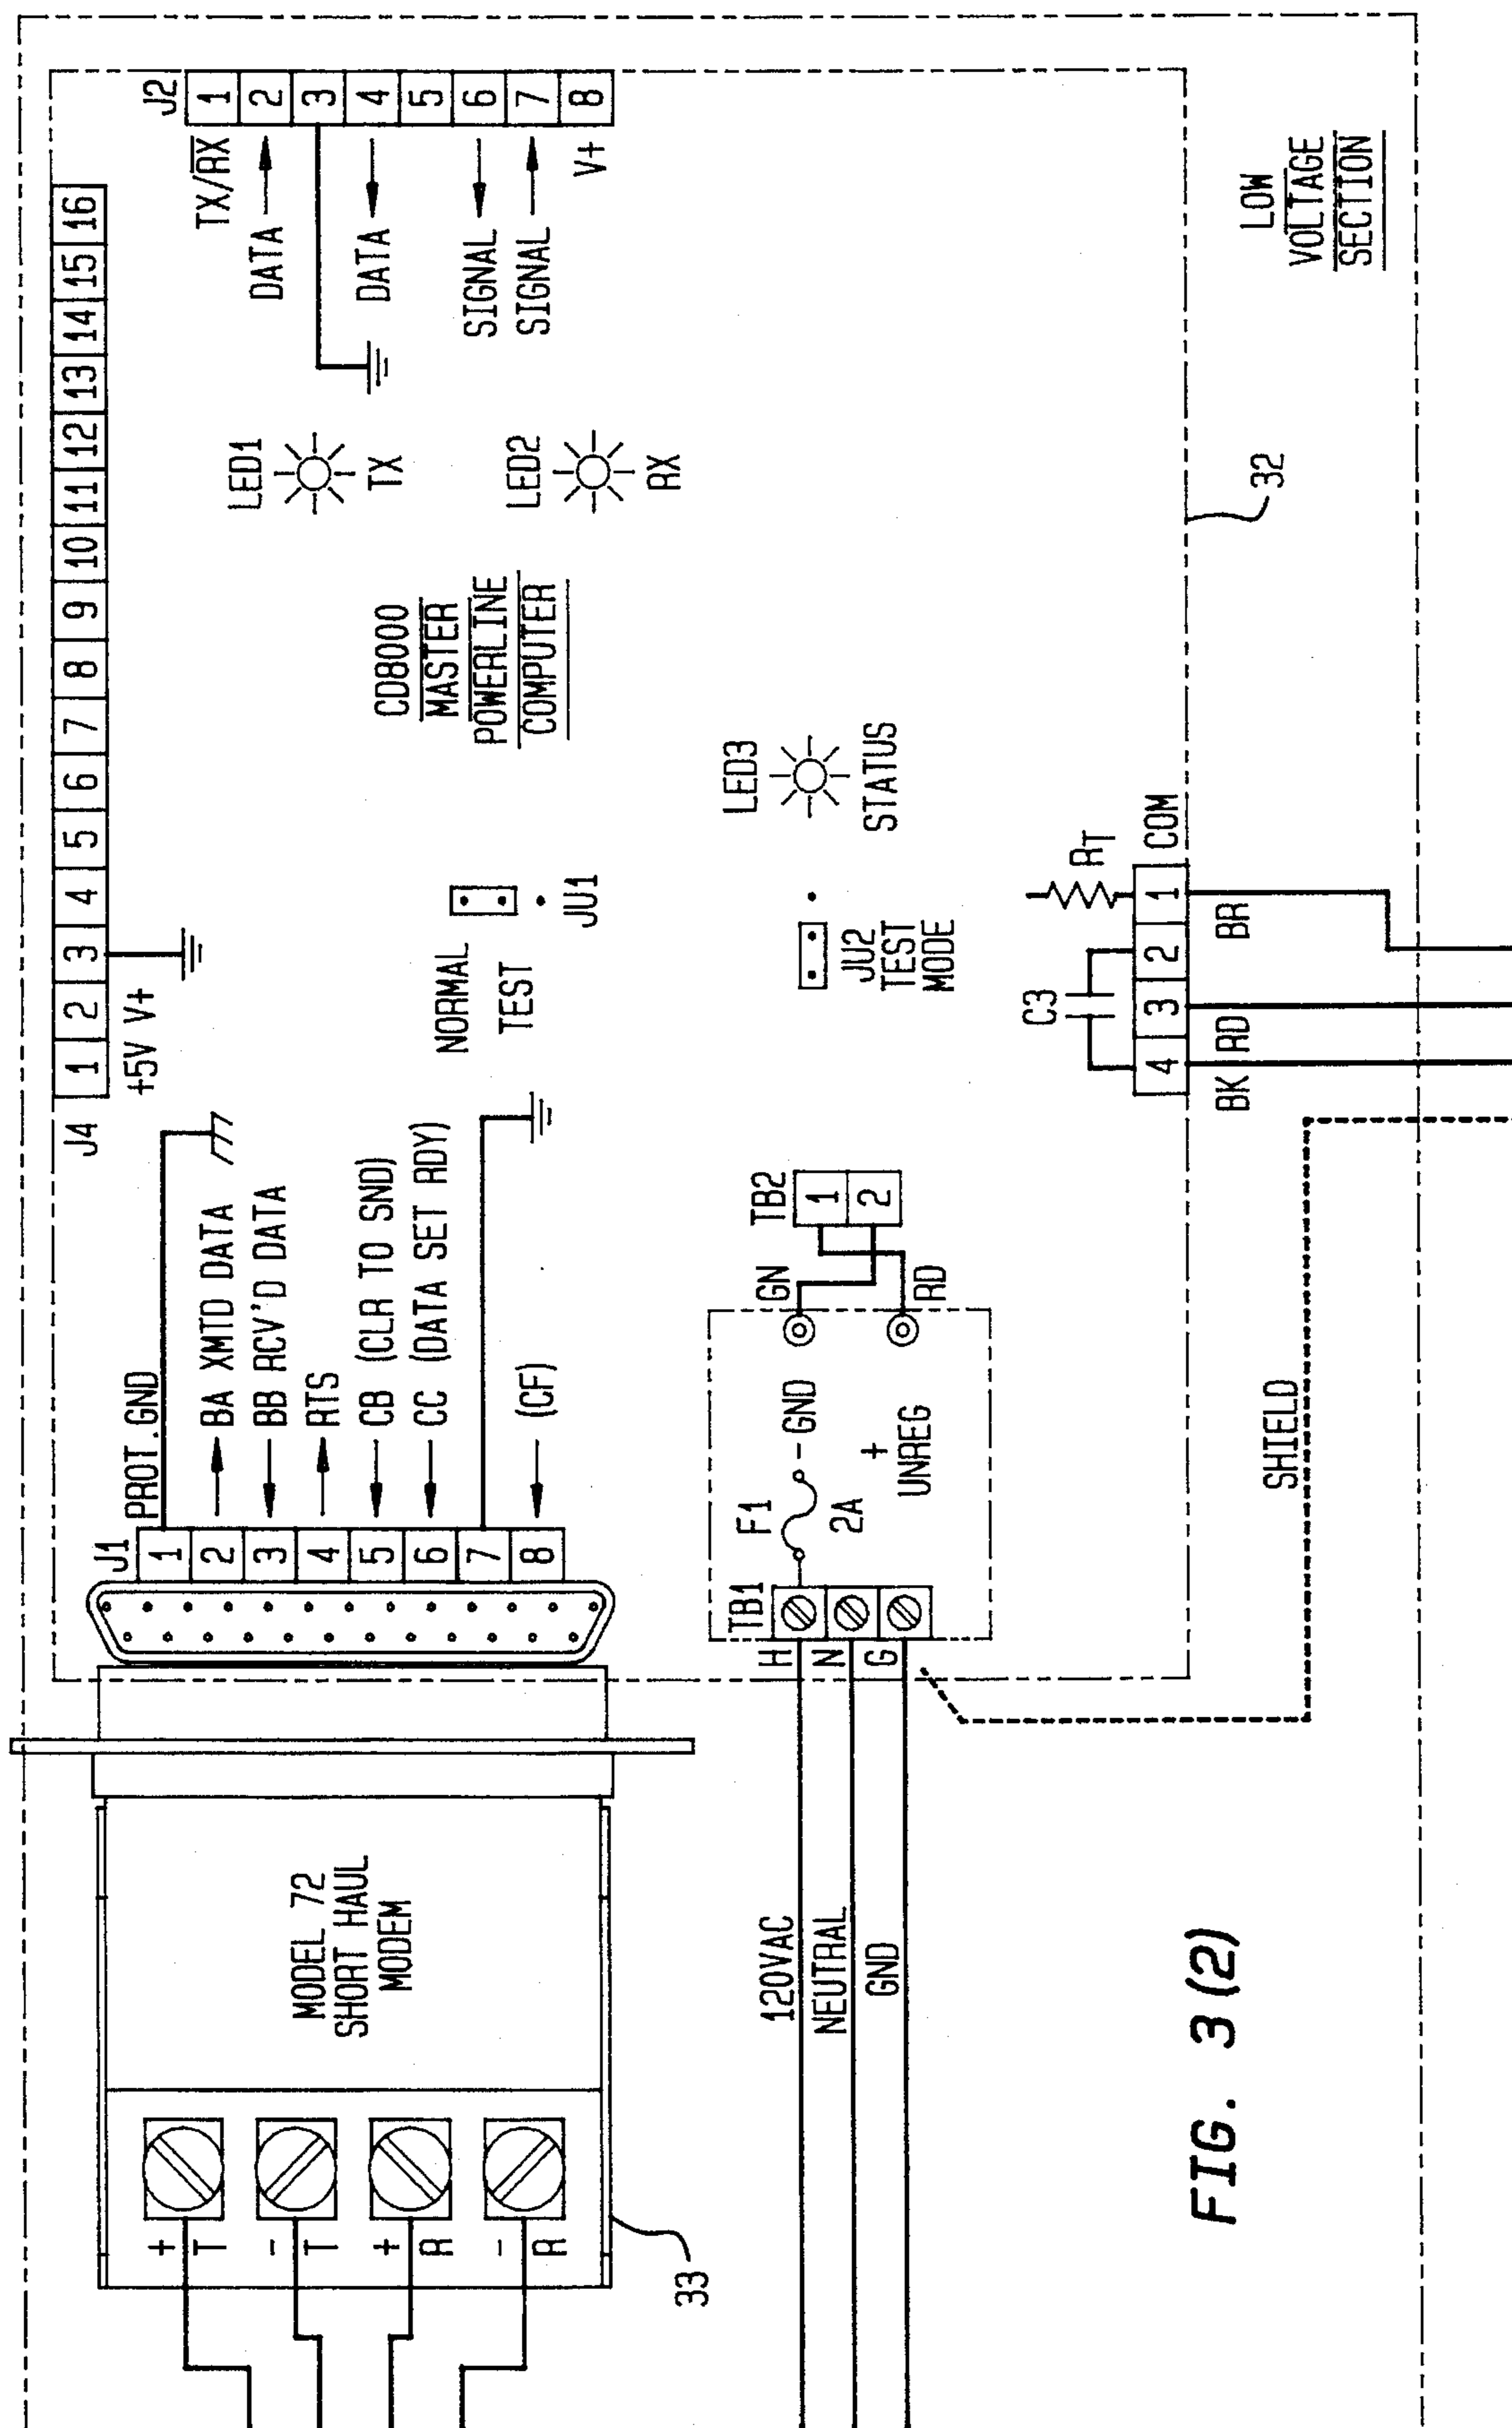 J4
1 2 3 4 5 6 7 8 9 10 11 12 13 14 15 16
+5V V+
J2
1
2
3
4
5
6
7
8
TX/RX
DATA
DATA
SIGNAL
SIGNAL
V+
LED1
TX
LED2
RX
CD8000
MASTER
POWERLINE
COMPUTER
NORMAL
TEST
JU1
LED3
STATUS
JU2
TEST
MODE
J1
1
2
3
4
5
6
7
8
PROT.GND
BA XMTD DATA
BB RCV'D DATA
RTS
CB (CLR TO SND)
CC (DATA SET RDY)
(CF)
MODEL 72
SHORT HAUL
MODEM
+
T
-
T
+
R
-
R
33
TB1
H
N
G
F1
2A
- GND
+
UNREG
GN
RD
TB2
1
2
120VAC
NEUTRAL
GND
C3
RT
4 3 2 1 COM
BK RD BR
SHIELD
32
LOW
VOLTAGE
SECTION
FIG. 3(2)